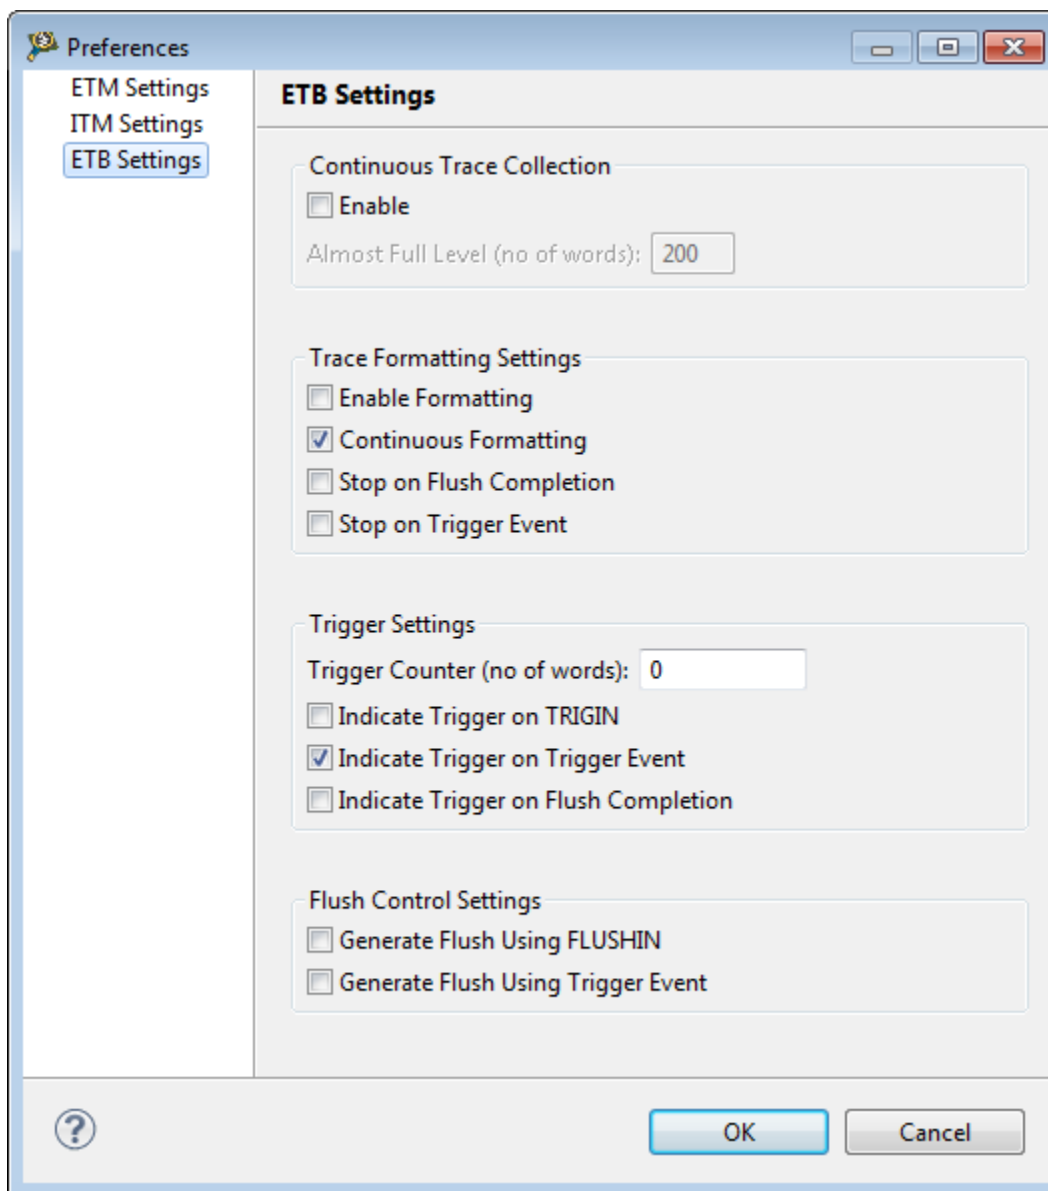 Preferences
ETM Settings
ITM Settings
ETB Settings
ETB Settings
Continuous Trace Collection
Enable
Almost Full Level (no of words): 200
Trace Formatting Settings
Enable Formatting
Continuous Formatting
Stop on Flush Completion
Stop on Trigger Event
Trigger Settings
Trigger Counter (no of words): 0
Indicate Trigger on TRIGIN
Indicate Trigger on Trigger Event
Indicate Trigger on Flush Completion
Flush Control Settings
Generate Flush Using FLUSHIN
Generate Flush Using Trigger Event
?
OK Cancel